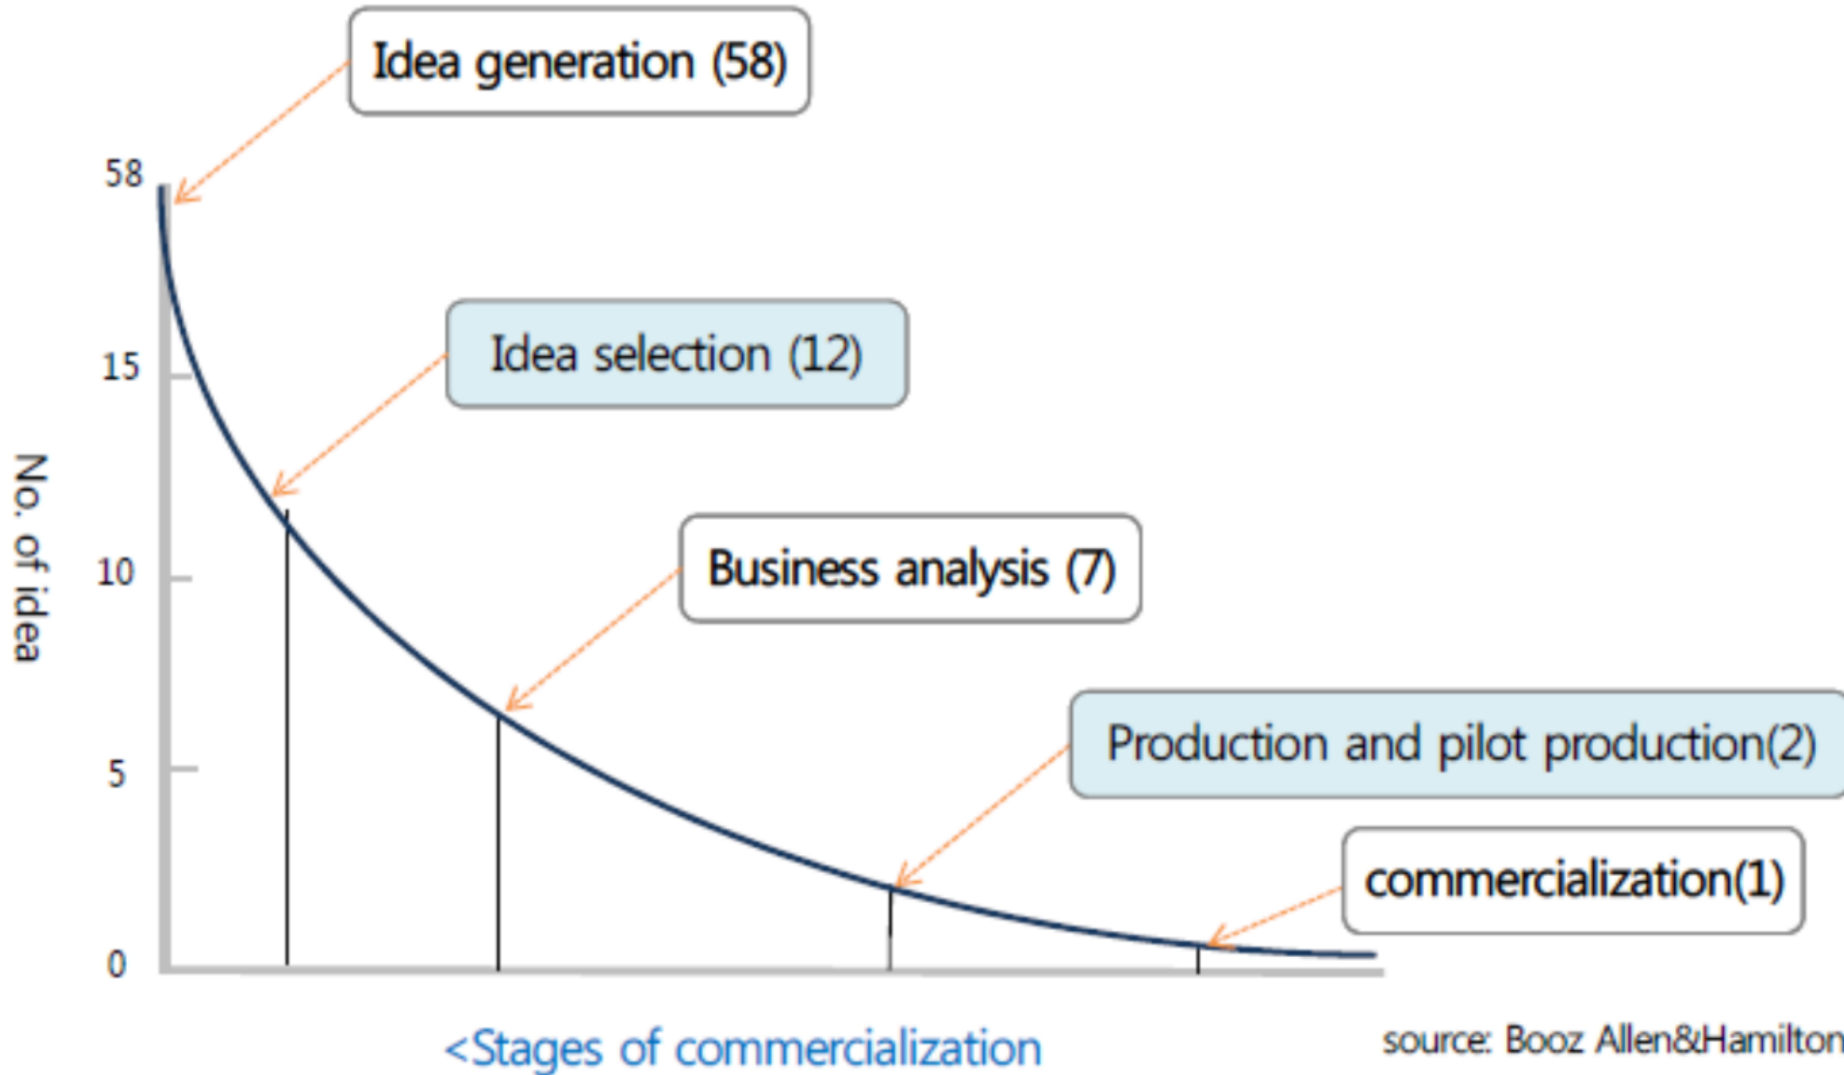 Idea generation (58)
58
Idea selection (12)
15
No. of idea
Business analysis (7)
10
Production and pilot production(2)
5
commercialization(1)
0
<Stages of commercialization
source: Booz Allen&Hamilton